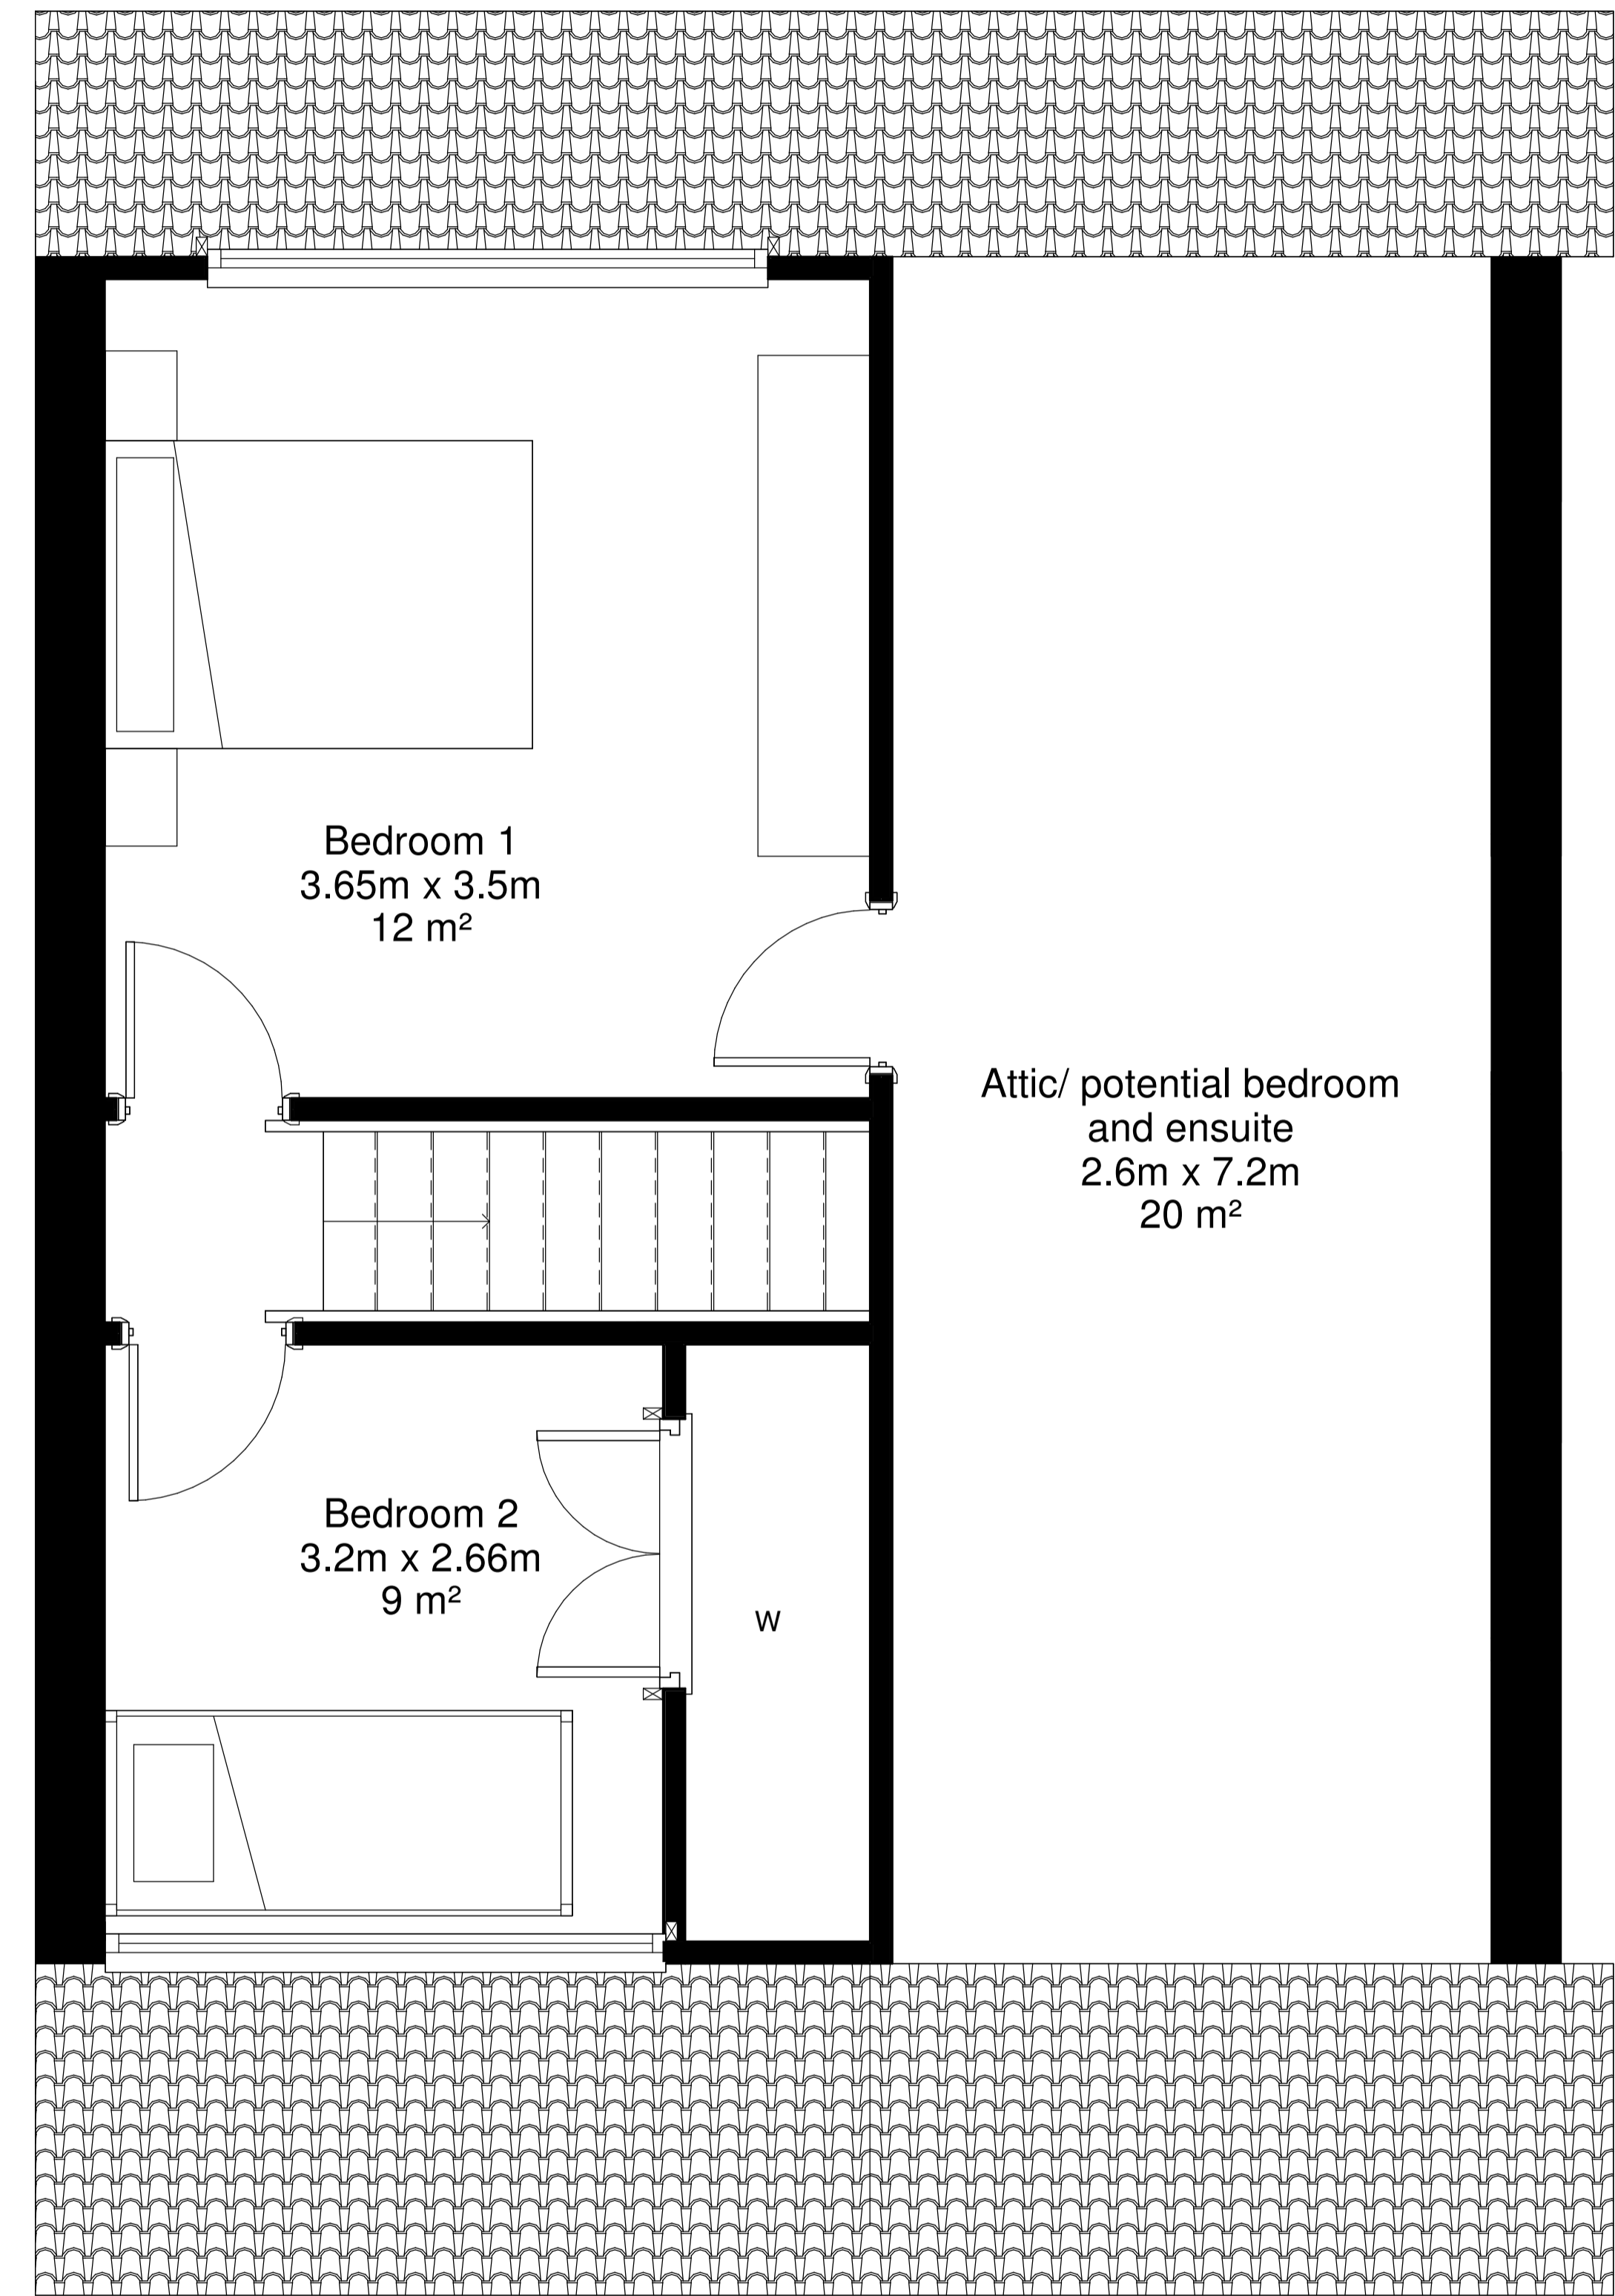 Bedroom 1
3.65m x 3.5m
12 m²
Attic/ potential bedroom
and ensuite
2.6m x 7.2m
20 m²
Bedroom 2
3.2m x 2.66m
9 m²
W